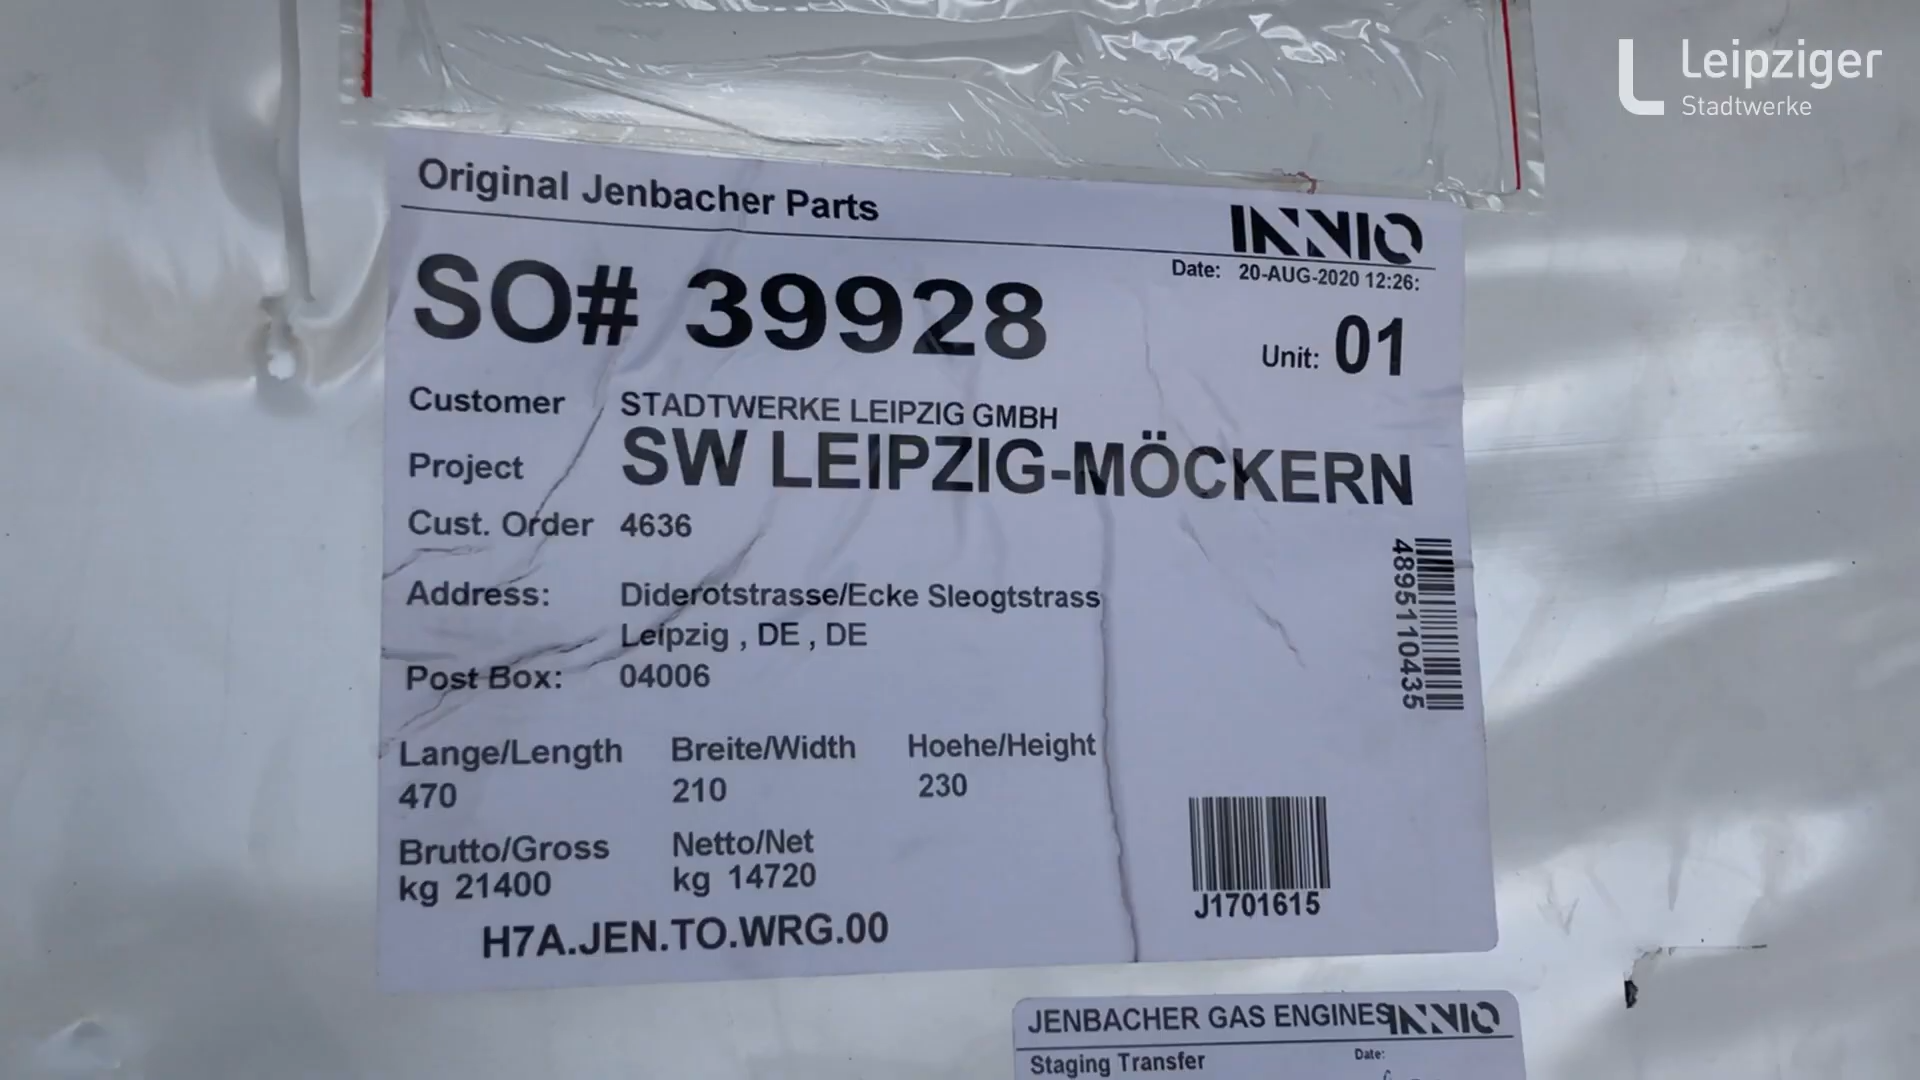 Leipziger
Stadtwerke
Original Jenbacher Parts
INNIO
Date: 20-AUG-2020 12:26:
SO# 39928
Unit: 01
Customer STADTWERKE LEIPZIG GMBH
Project SW LEIPZIG-MÖCKERN
Cust. Order 4636
Address: Diderotstrasse/Ecke Sleogtstrass
Leipzig , DE , DE
Post Box: 04006
4895110435
Lange/Length Breite/Width Hoehe/Height
470 210 230
Brutto/Gross Netto/Net
kg 21400 kg 14720
J1701615
H7A.JEN.TO.WRG.00
JENBACHER GAS ENGINES INNIO
Staging Transfer Date: